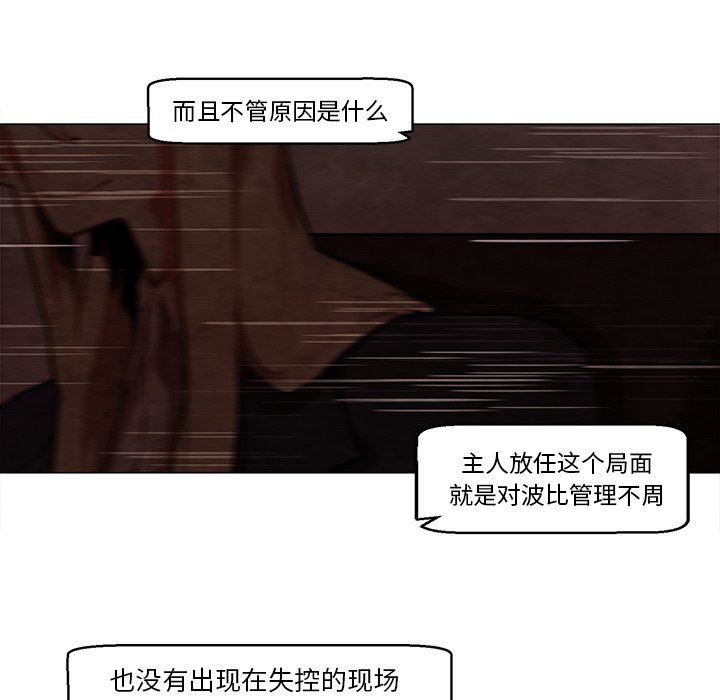 而且不管原因是什么
主人放任这个局面
就是对波比管理不周
也没有出现在失控的现场